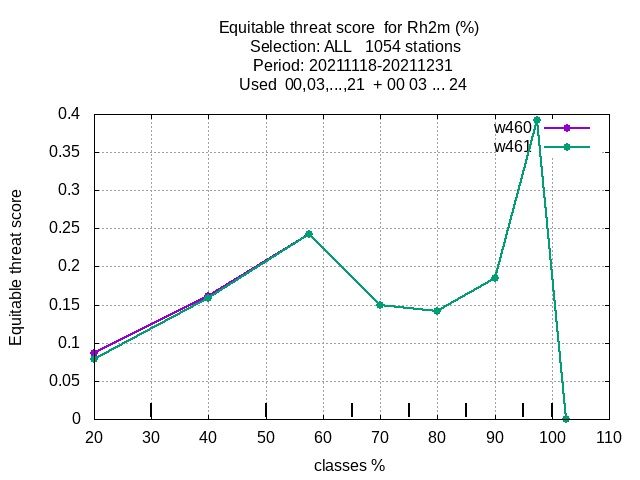 Equitable threat score  for Rh2m (%)
Selection: ALL   1054 stations
Period: 20211118-20211231
Used  00,03,...,21  + 00 03 ... 24
w460
w461
0.4
0.35
0.3
0.25
0.2
0.15
0.1
0.05
0
Equitable threat score
20 30 40 50 60 70 80 90 100 110
classes %